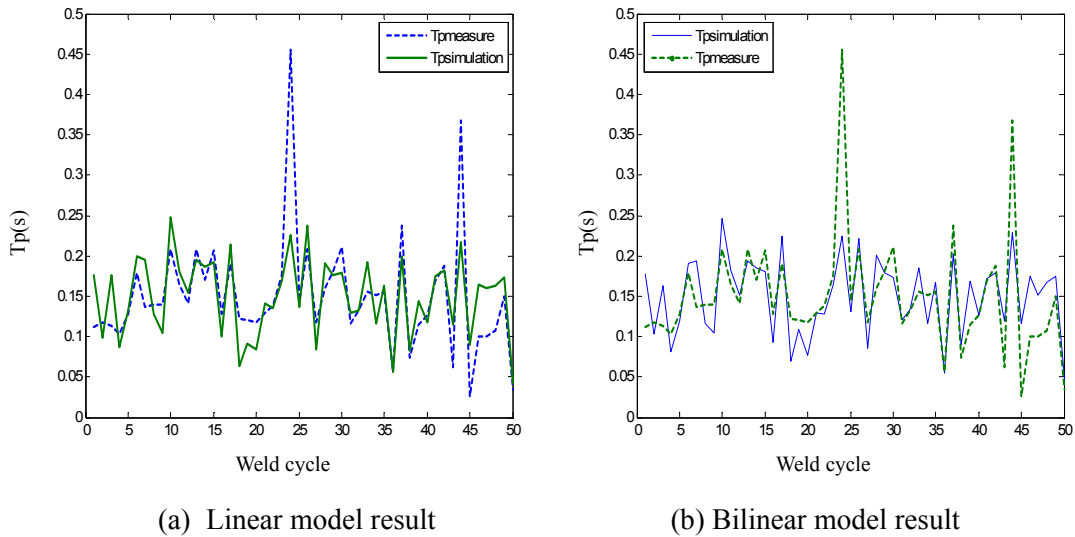 0.5
0.45
0.4
0.35
0.3
0.25
0.2
0.15
0.1
0.05
0
Tp(s)
Tpmeasure
Tpsimulation
0 5 10 15 20 25 30 35 40 45 50
Weld cycle
(a) Linear model result
0.5
0.45
0.4
0.35
0.3
0.25
0.2
0.15
0.1
0.05
0
Tp(s)
Tpsimulation
Tpmeasure
0 5 10 15 20 25 30 35 40 45 50
Weld cycle
(b) Bilinear model result